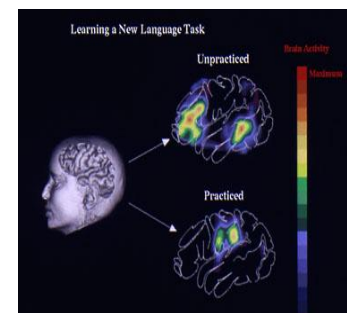 Learning a New Language Task
Unpracticed
Brain Activity
Maximum
Practiced